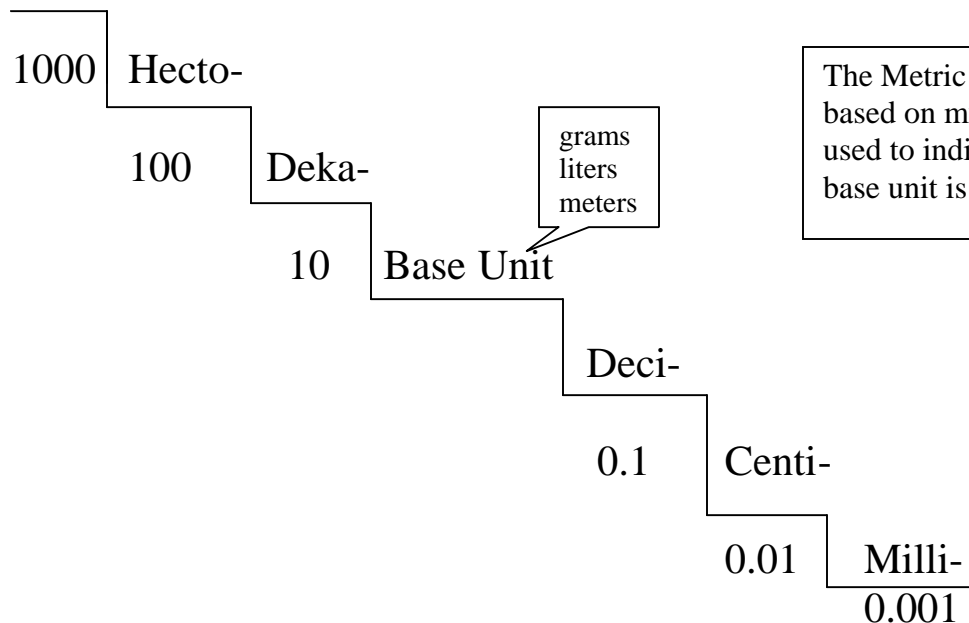 1000 Hecto-
The Metric
based on
used to
base unit is
grams
liters
meters
100 Deka-
10 Base Unit
Deci-
0.1 Centi-
0.01 Milli-
0.001